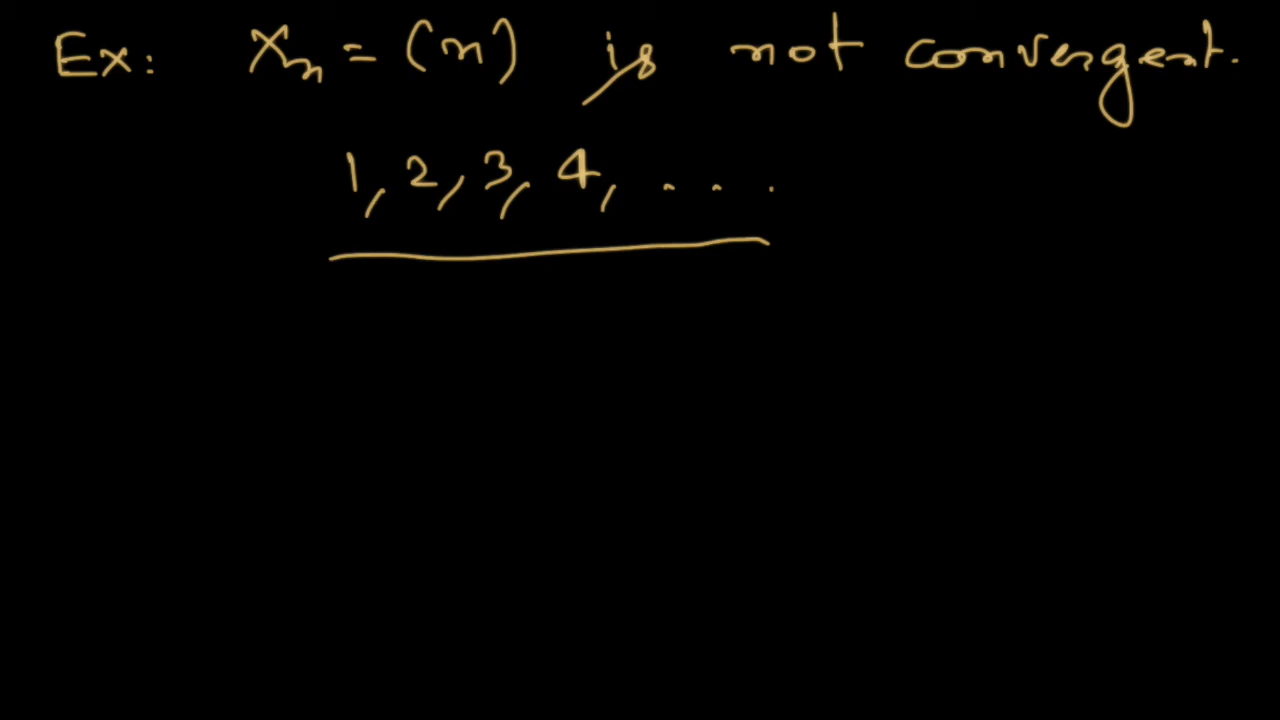 Ex: Xn = (n) is not convergent.
1, 2, 3, 4, ....